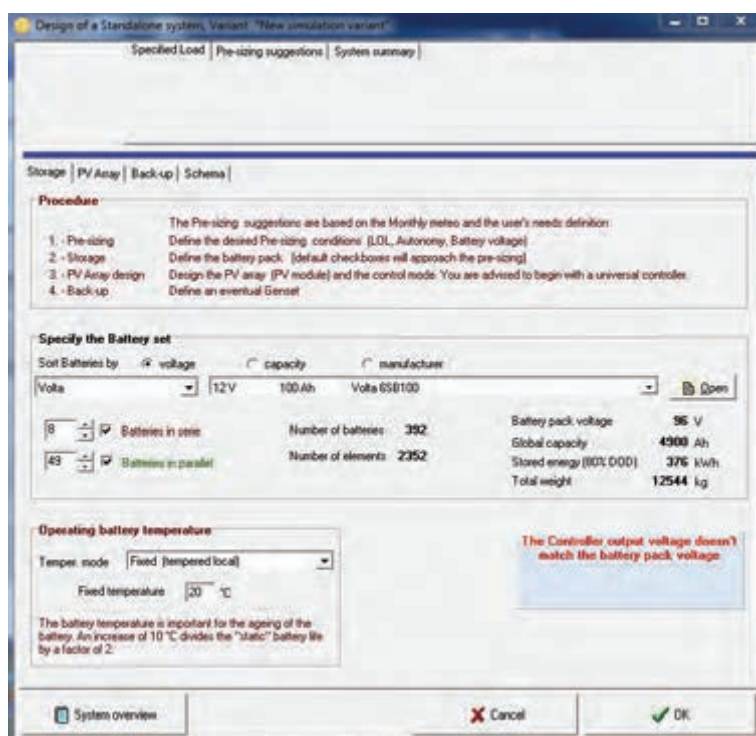 Design of a Standalone system, Variant "New simulation variant"
Specified Load | Pre-sizing suggestions | System summary
Storage | PV Array | Back-up | Schema
Procedure
The Pre-sizing suggestions are based on the Monthly meteo and the user's needs definition
1. - Pre-sizing Define the desired Pre-sizing conditions (LOL, Autonomy, Battery voltage)
2. - Storage Define the battery pack (default checkboxes will approach the pre-sizing)
3. - PV Array design Design the PV array (PV module) and the control mode. You are advised to begin with a universal controller.
4. - Back-up Define an eventual Genset
Specify the Battery set
Sort Batteries by voltage capacity manufacturer
Volta 12 V 100 Ah Volta 6SB100 Open
8 Batteries in serie Number of batteries 392 Battery pack voltage 96 V
Global capacity 4900 Ah
49 Batteries in parallel Number of elements 2352 Stored energy (80% DOD) 376 kWh
Total weight 12544 kg
Operating battery temperature
Temper. mode Fixed (tempered local)
Fixed temperature 20 °C
The battery temperature is important for the ageing of the
battery. An increase of 10 °C divides the "static" battery life
by a factor of 2.
The Controller output voltage doesn't
match the battery pack voltage
System overview Cancel OK